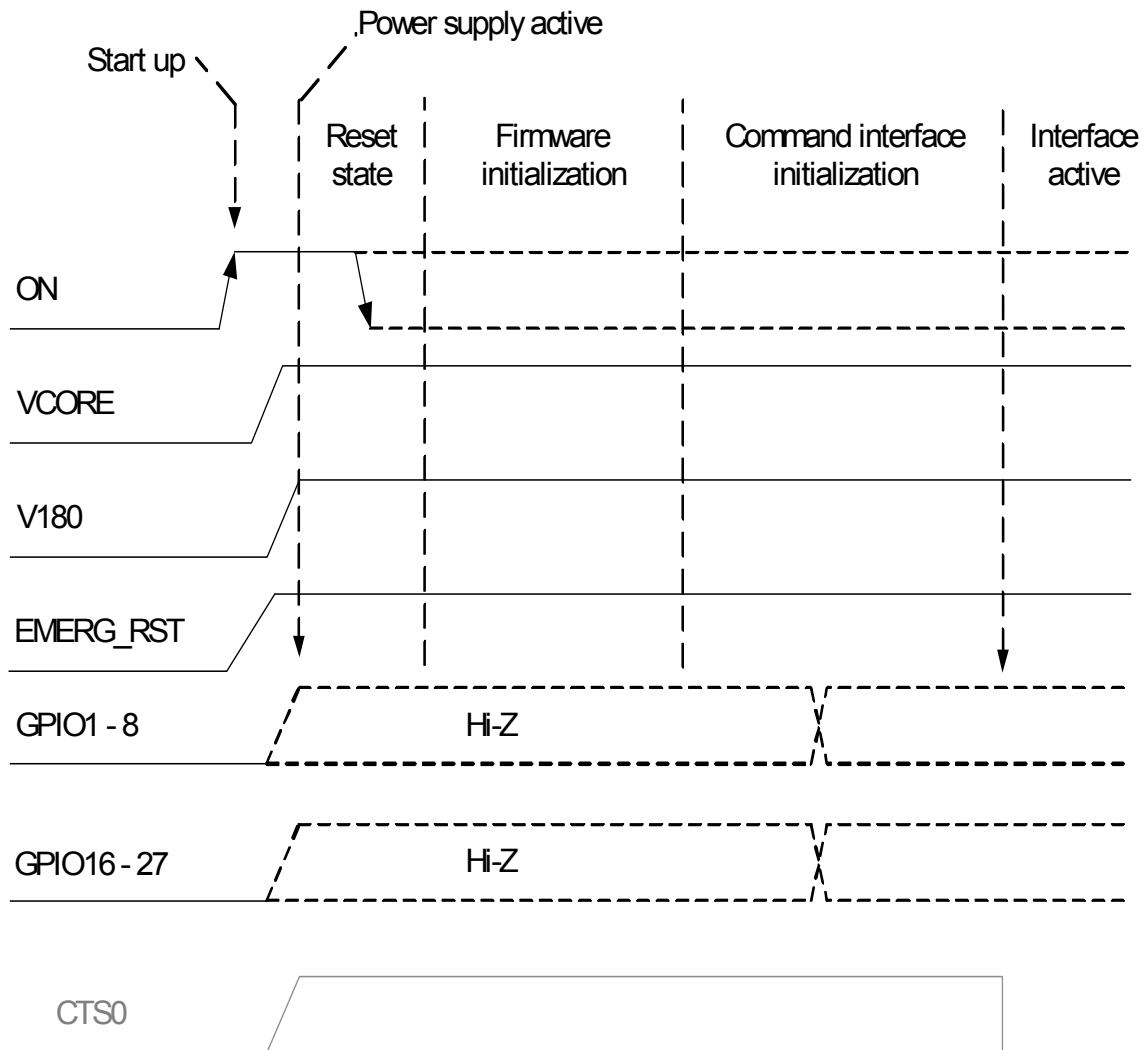 Power supply active
Start up
Reset
state
Firmware
initialization
Command interface
initialization
Interface
active
ON
VCORE
V180
EMERG_RST
GPIO1 - 8
Hi-Z
GPIO16 - 27
Hi-Z
CTS0